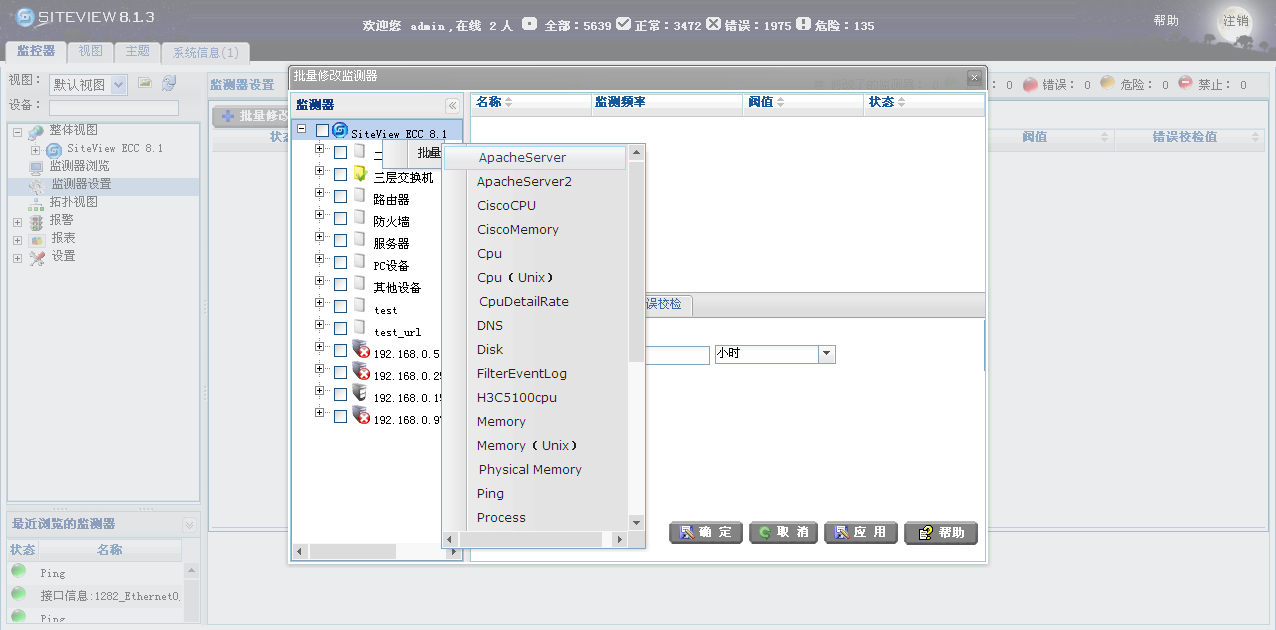 SITEVIEW 8.1.3
欢迎您 admin,在线 2 人 全部：5639 正常：3472 错误：1975 危险：135
帮助 注销
监控器 视图 主题 系统信息(1)
视图： 默认视图
设备：
整体视图
SiteView ECC 8.1
监测器浏览
监测器设置
拓扑视图
报警
报表
设置
最近浏览的监测器
状态 名称
Ping
接口信息:1282_Ethernet0,
Ping
监测器设置
： 0 错误： 0 危险： 0 禁止： 0
批量修改
状态 阀值 错误校检值
批量修改监测器
监测器
SiteView ECC 8.1
二
三层交换机
路由器
防火墙
服务器
PC设备
其他设备
test
test_url
192.168.0.5
192.168.0.2
192.168.0.1
192.168.0.9
批量
ApacheServer
ApacheServer2
CiscoCPU
CiscoMemory
Cpu
Cpu（Unix）
CpuDetailRate
DNS
Disk
FilterEventLog
H3C5100cpu
Memory
Memory（Unix）
Physical Memory
Ping
Process
名称 监测频率 阀值 状态
误校检
小时
确 定 取 消 应 用 帮助